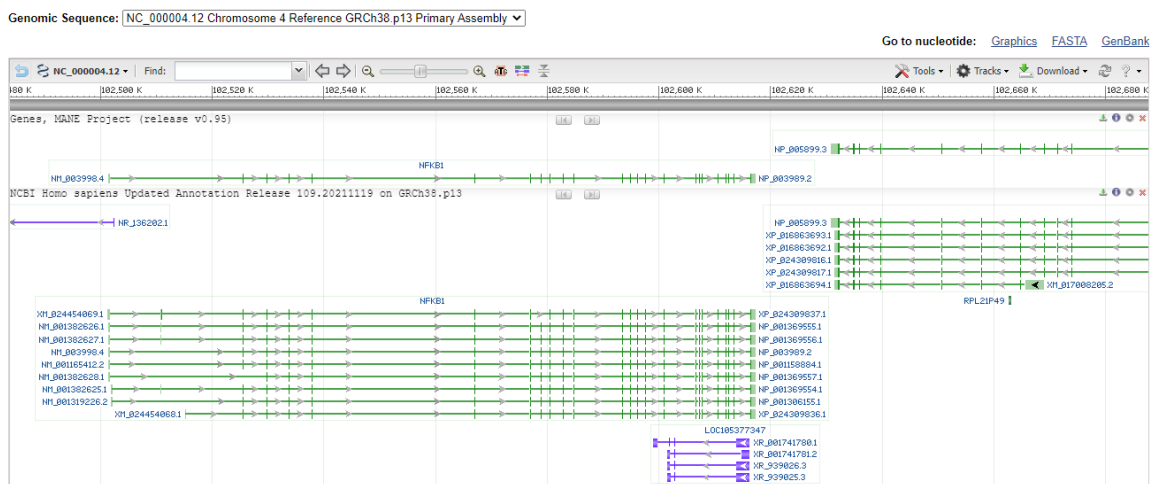 Genomic Sequence: NC_000004.12 Chromosome 4 Reference GRCh38.p13 Primary Assembly
Go to nucleotide: Graphics FASTA GenBank
NC_000004.12 Find: Tools Tracks Download ?
480 K 102,500 K 102,520 K 102,540 K 102,560 K 102,580 K 102,600 K 102,620 K 102,640 K 102,660 K 102,680 K
Genes, MANE Project (release v0.95)
NP_005899.3
NFKB1
NM_003998.4 NP_003989.2
NCBI Homo sapiens Updated Annotation Release 109.20211119 on GRCh38.p13
NR_136202.1 NP_005899.3
XP_016863693.1
XP_016863692.1
XP_024309816.1
XP_024309817.1
XP_016863694.1 XM_017008205.2
NFKB1 RPL21P49
XM_024454069.1 XP_024309837.1
NM_001382626.1 NP_001369555.1
NM_001382627.1 NP_001369556.1
NM_003998.4 NP_003989.2
NM_001165412.2 NP_001158884.1
NM_001382628.1 NP_001369557.1
NM_001382625.1 NP_001369554.1
NM_001319226.2 NP_001306155.1
XM_024454068.1 XP_024309836.1
LOC105377347
XR_001741780.1
XR_001741781.2
XR_939026.3
XR_939025.3